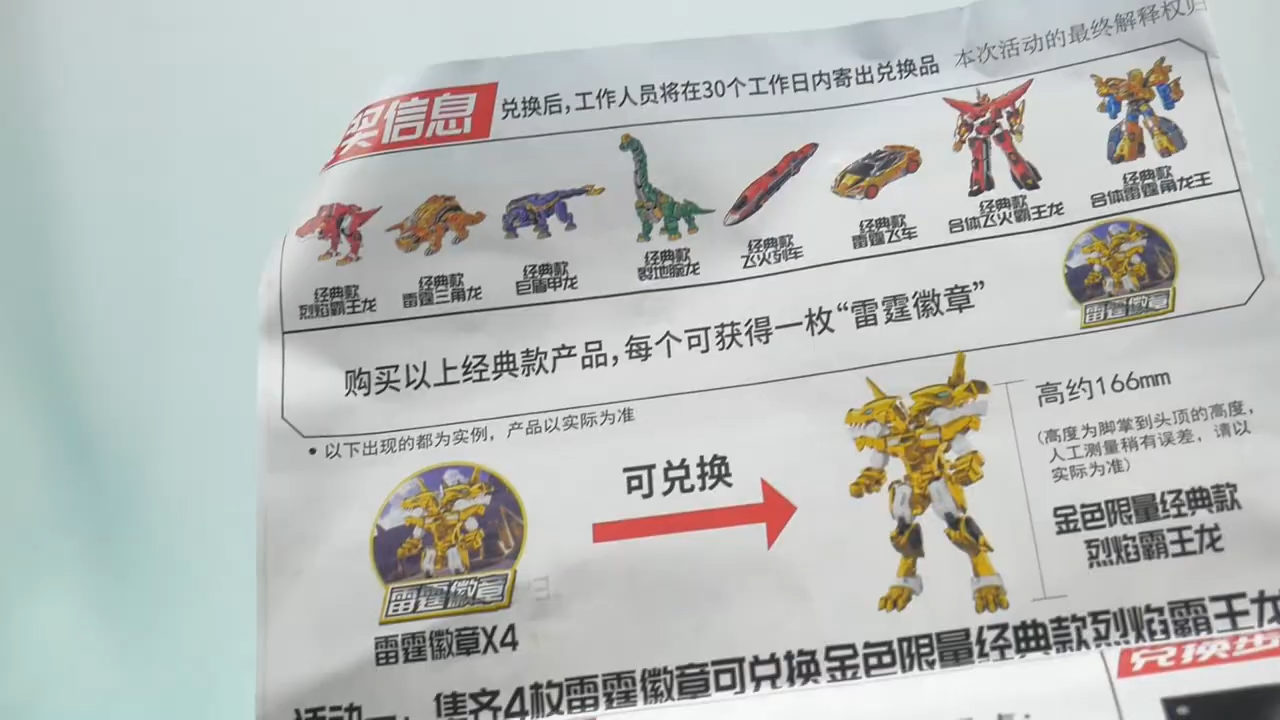 奖信息
兑换后，工作人员将在30个工作日内寄出兑换品
本次活动的最终解释权归
经典款
烈焰霸王龙
经典款
雷霆三角龙
经典款
巨盾甲龙
经典款
裂地腕龙
经典款
飞火列车
经典款
雷霆飞车
经典款
合体飞火霸王龙
经典款
合体雷霆角龙王
购买以上经典款产品，每个可获得一枚“雷霆徽章”
雷霆徽章
• 以下出现的都为实例，产品以实际为准
雷霆徽章
雷霆徽章X4
可兑换
高约166mm
（高度为脚掌到头顶的高度，
人工测量稍有误差，请以
实际为准）
金色限量经典款
烈焰霸王龙
集齐4枚雷霆徽章可兑换金色限量经典款烈焰霸王龙
兑换步